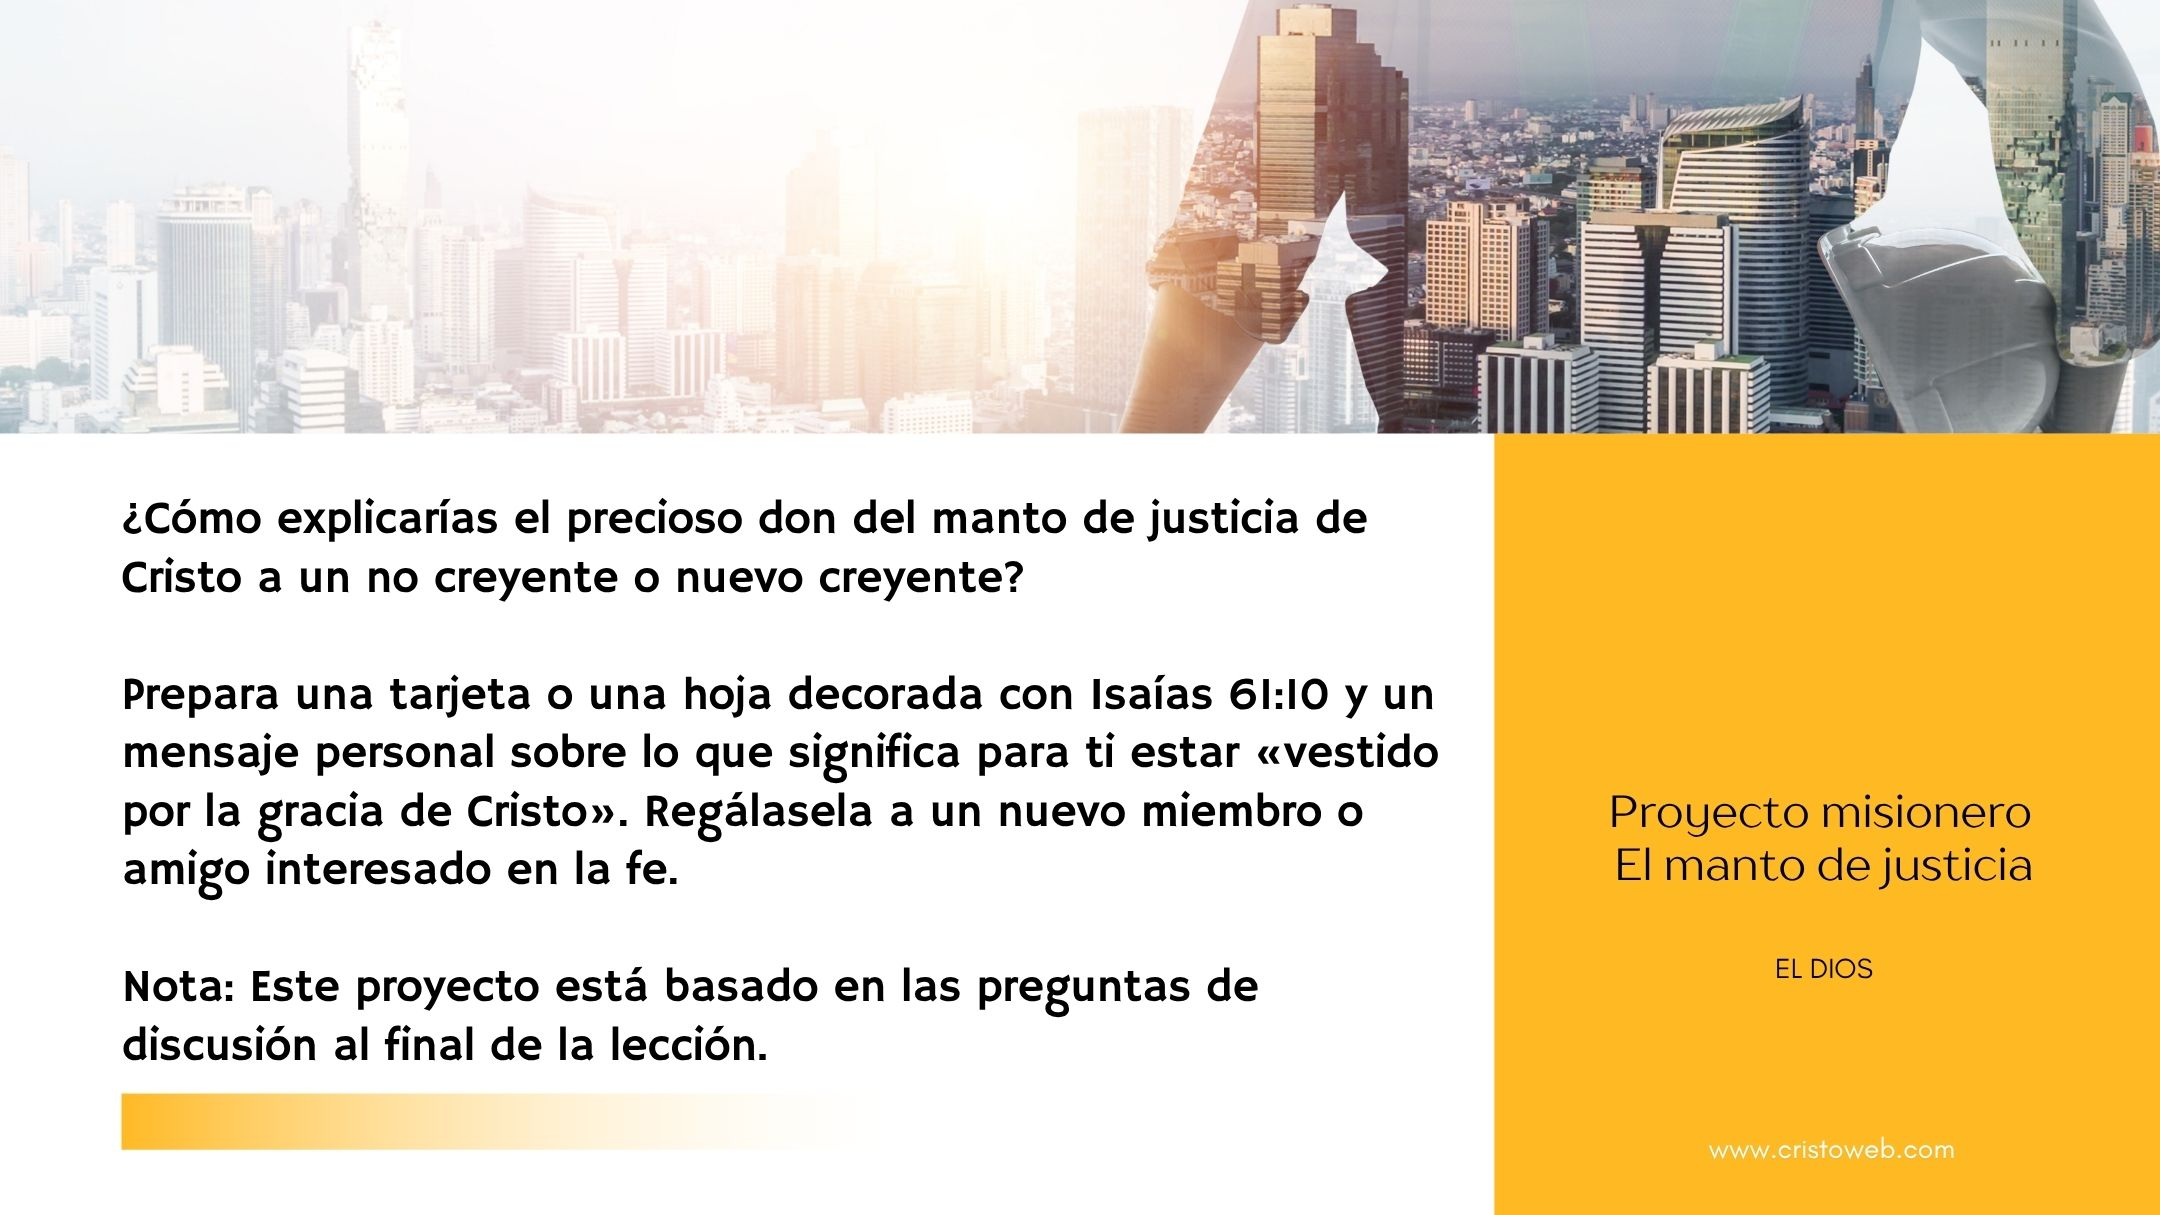 ¿Cómo explicarías el precioso don del manto de justicia de
Cristo a un no creyente o nuevo creyente?
Prepara una tarjeta o una hoja decorada con Isaías 61:10 y un
mensaje personal sobre lo que significa para ti estar «vestido
por la gracia de Cristo». Regálasela a un nuevo miembro o
amigo interesado en la fe.
Nota: Este proyecto está basado en las preguntas de
discusión al final de la lección.
Proyecto misionero
El manto de justicia
EL DIOS
www.cristoweb.com